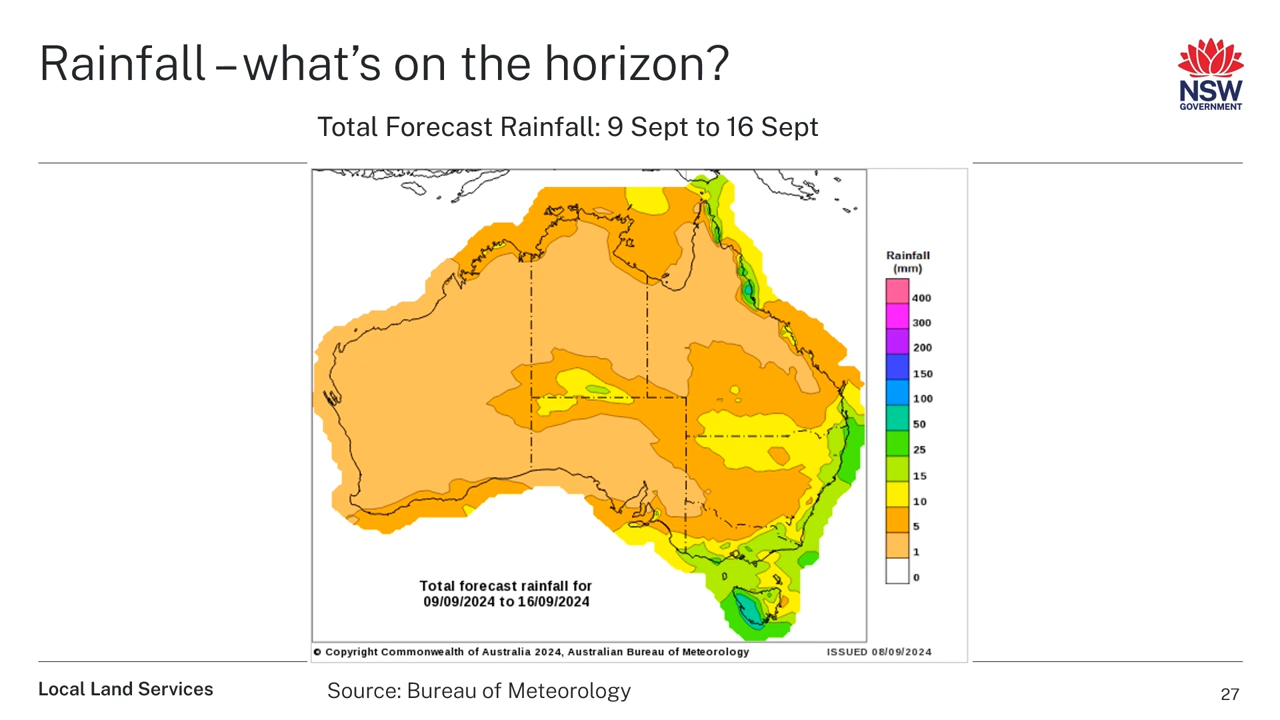 Rainfall – what's on the horizon?
NSW
GOVERNMENT
Total Forecast Rainfall: 9 Sept to 16 Sept
Rainfall
(mm)
400
300
200
150
100
50
25
15
10
5
1
0
Total forecast rainfall for
09/09/2024 to 16/09/2024
© Copyright Commonwealth of Australia 2024, Australian Bureau of Meteorology
ISSUED 08/09/2024
Local Land Services
Source: Bureau of Meteorology
27